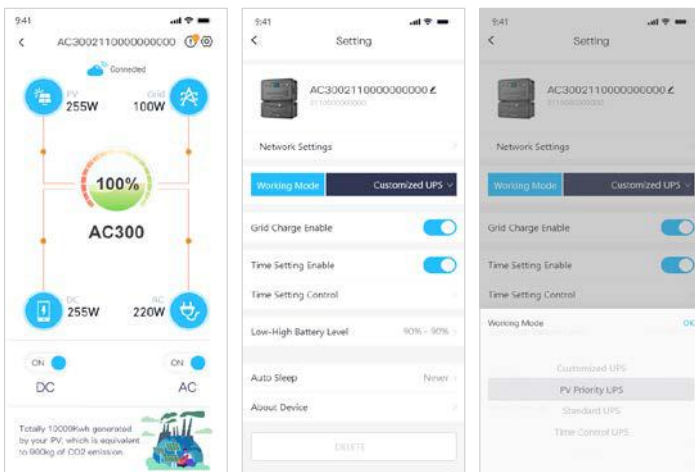 9:41
AC3002110000000000
Connected
PV
255W
Grid
100W
100%
AC300
DC
255W
AC
220W
ON
ON
DC
AC
Totally 10000Kwh generated
by your PV, which is equivalent
to 900kg of CO2 emission.
9:41
Setting
AC3002110000000000
Network Settings
Working Mode
Customized UPS
Grid Charge Enable
Time Setting Enable
Time Setting Control
Low-High Battery Level
90% - 90%
Auto Sleep
Never
About Device
DELETE
9:41
Setting
AC3002110000000000
Network Settings
Working Mode
Customized UPS
Grid Charge Enable
Time Setting Enable
Time Setting Control
Working Mode
OK
Customized UPS
PV Priority UPS
Standard UPS
Time Control UPS